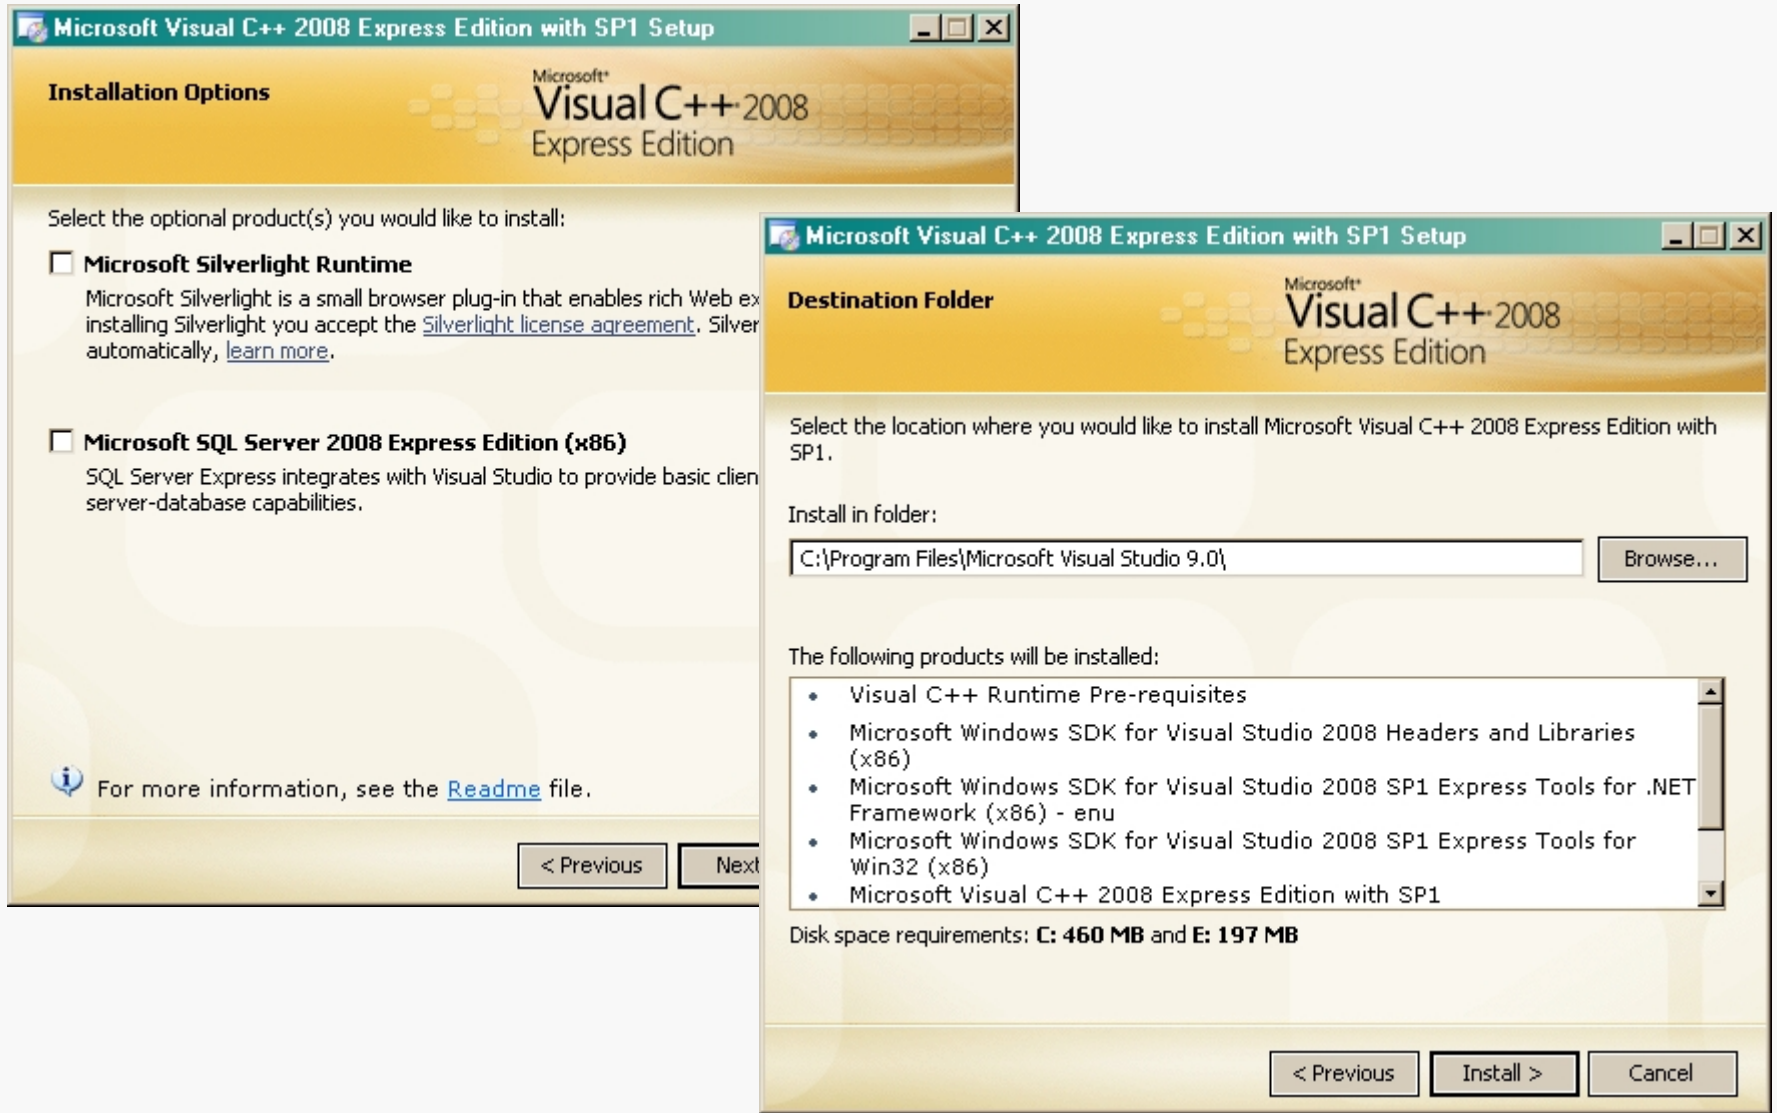 Microsoft Visual C++ 2008 Express Edition with SP1 Setup
Installation Options
Microsoft®
Visual C++ 2008
Express Edition
Select the optional product(s) you would like to install:
Microsoft Silverlight Runtime
Microsoft Silverlight is a small browser plug-in that enables rich Web ex
installing Silverlight you accept the Silverlight license agreement. Silver
automatically, learn more.
Microsoft SQL Server 2008 Express Edition (x86)
SQL Server Express integrates with Visual Studio to provide basic clien
server-database capabilities.
For more information, see the Readme file.
< Previous
Next
Microsoft Visual C++ 2008 Express Edition with SP1 Setup
Destination Folder
Microsoft®
Visual C++ 2008
Express Edition
Select the location where you would like to install Microsoft Visual C++ 2008 Express Edition with
SP1.
Install in folder:
C:\Program Files\Microsoft Visual Studio 9.0\
Browse...
The following products will be installed:
• Visual C++ Runtime Pre-requisites
• Microsoft Windows SDK for Visual Studio 2008 Headers and Libraries
(x86)
• Microsoft Windows SDK for Visual Studio 2008 SP1 Express Tools for .NET
Framework (x86) - enu
• Microsoft Windows SDK for Visual Studio 2008 SP1 Express Tools for
Win32 (x86)
• Microsoft Visual C++ 2008 Express Edition with SP1
Disk space requirements: C: 460 MB and E: 197 MB
< Previous
Install >
Cancel